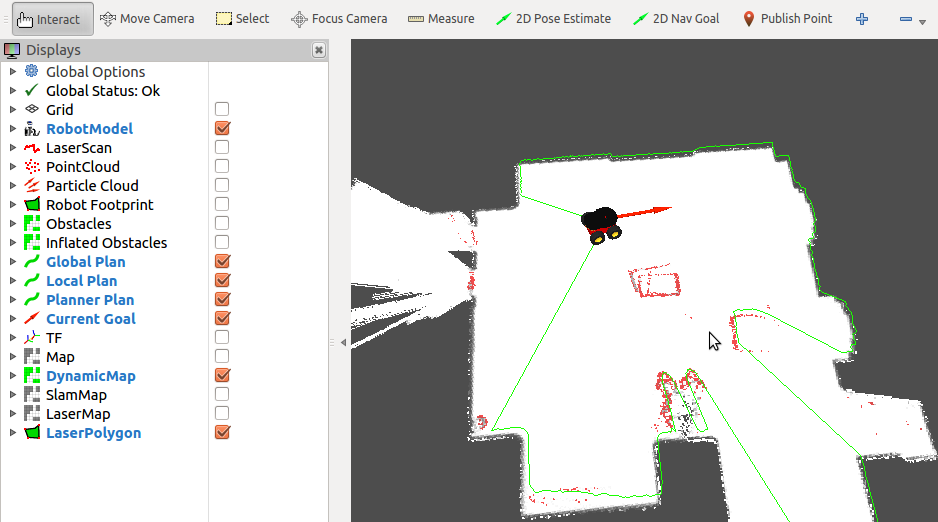 Interact Move Camera Select Focus Camera Measure 2D Pose Estimate 2D Nav Goal Publish Point
Displays
Global Options
Global Status: Ok
Grid
RobotModel
LaserScan
PointCloud
Particle Cloud
Robot Footprint
Obstacles
Inflated Obstacles
Global Plan
Local Plan
Planner Plan
Current Goal
TF
Map
DynamicMap
SlamMap
LaserMap
LaserPolygon